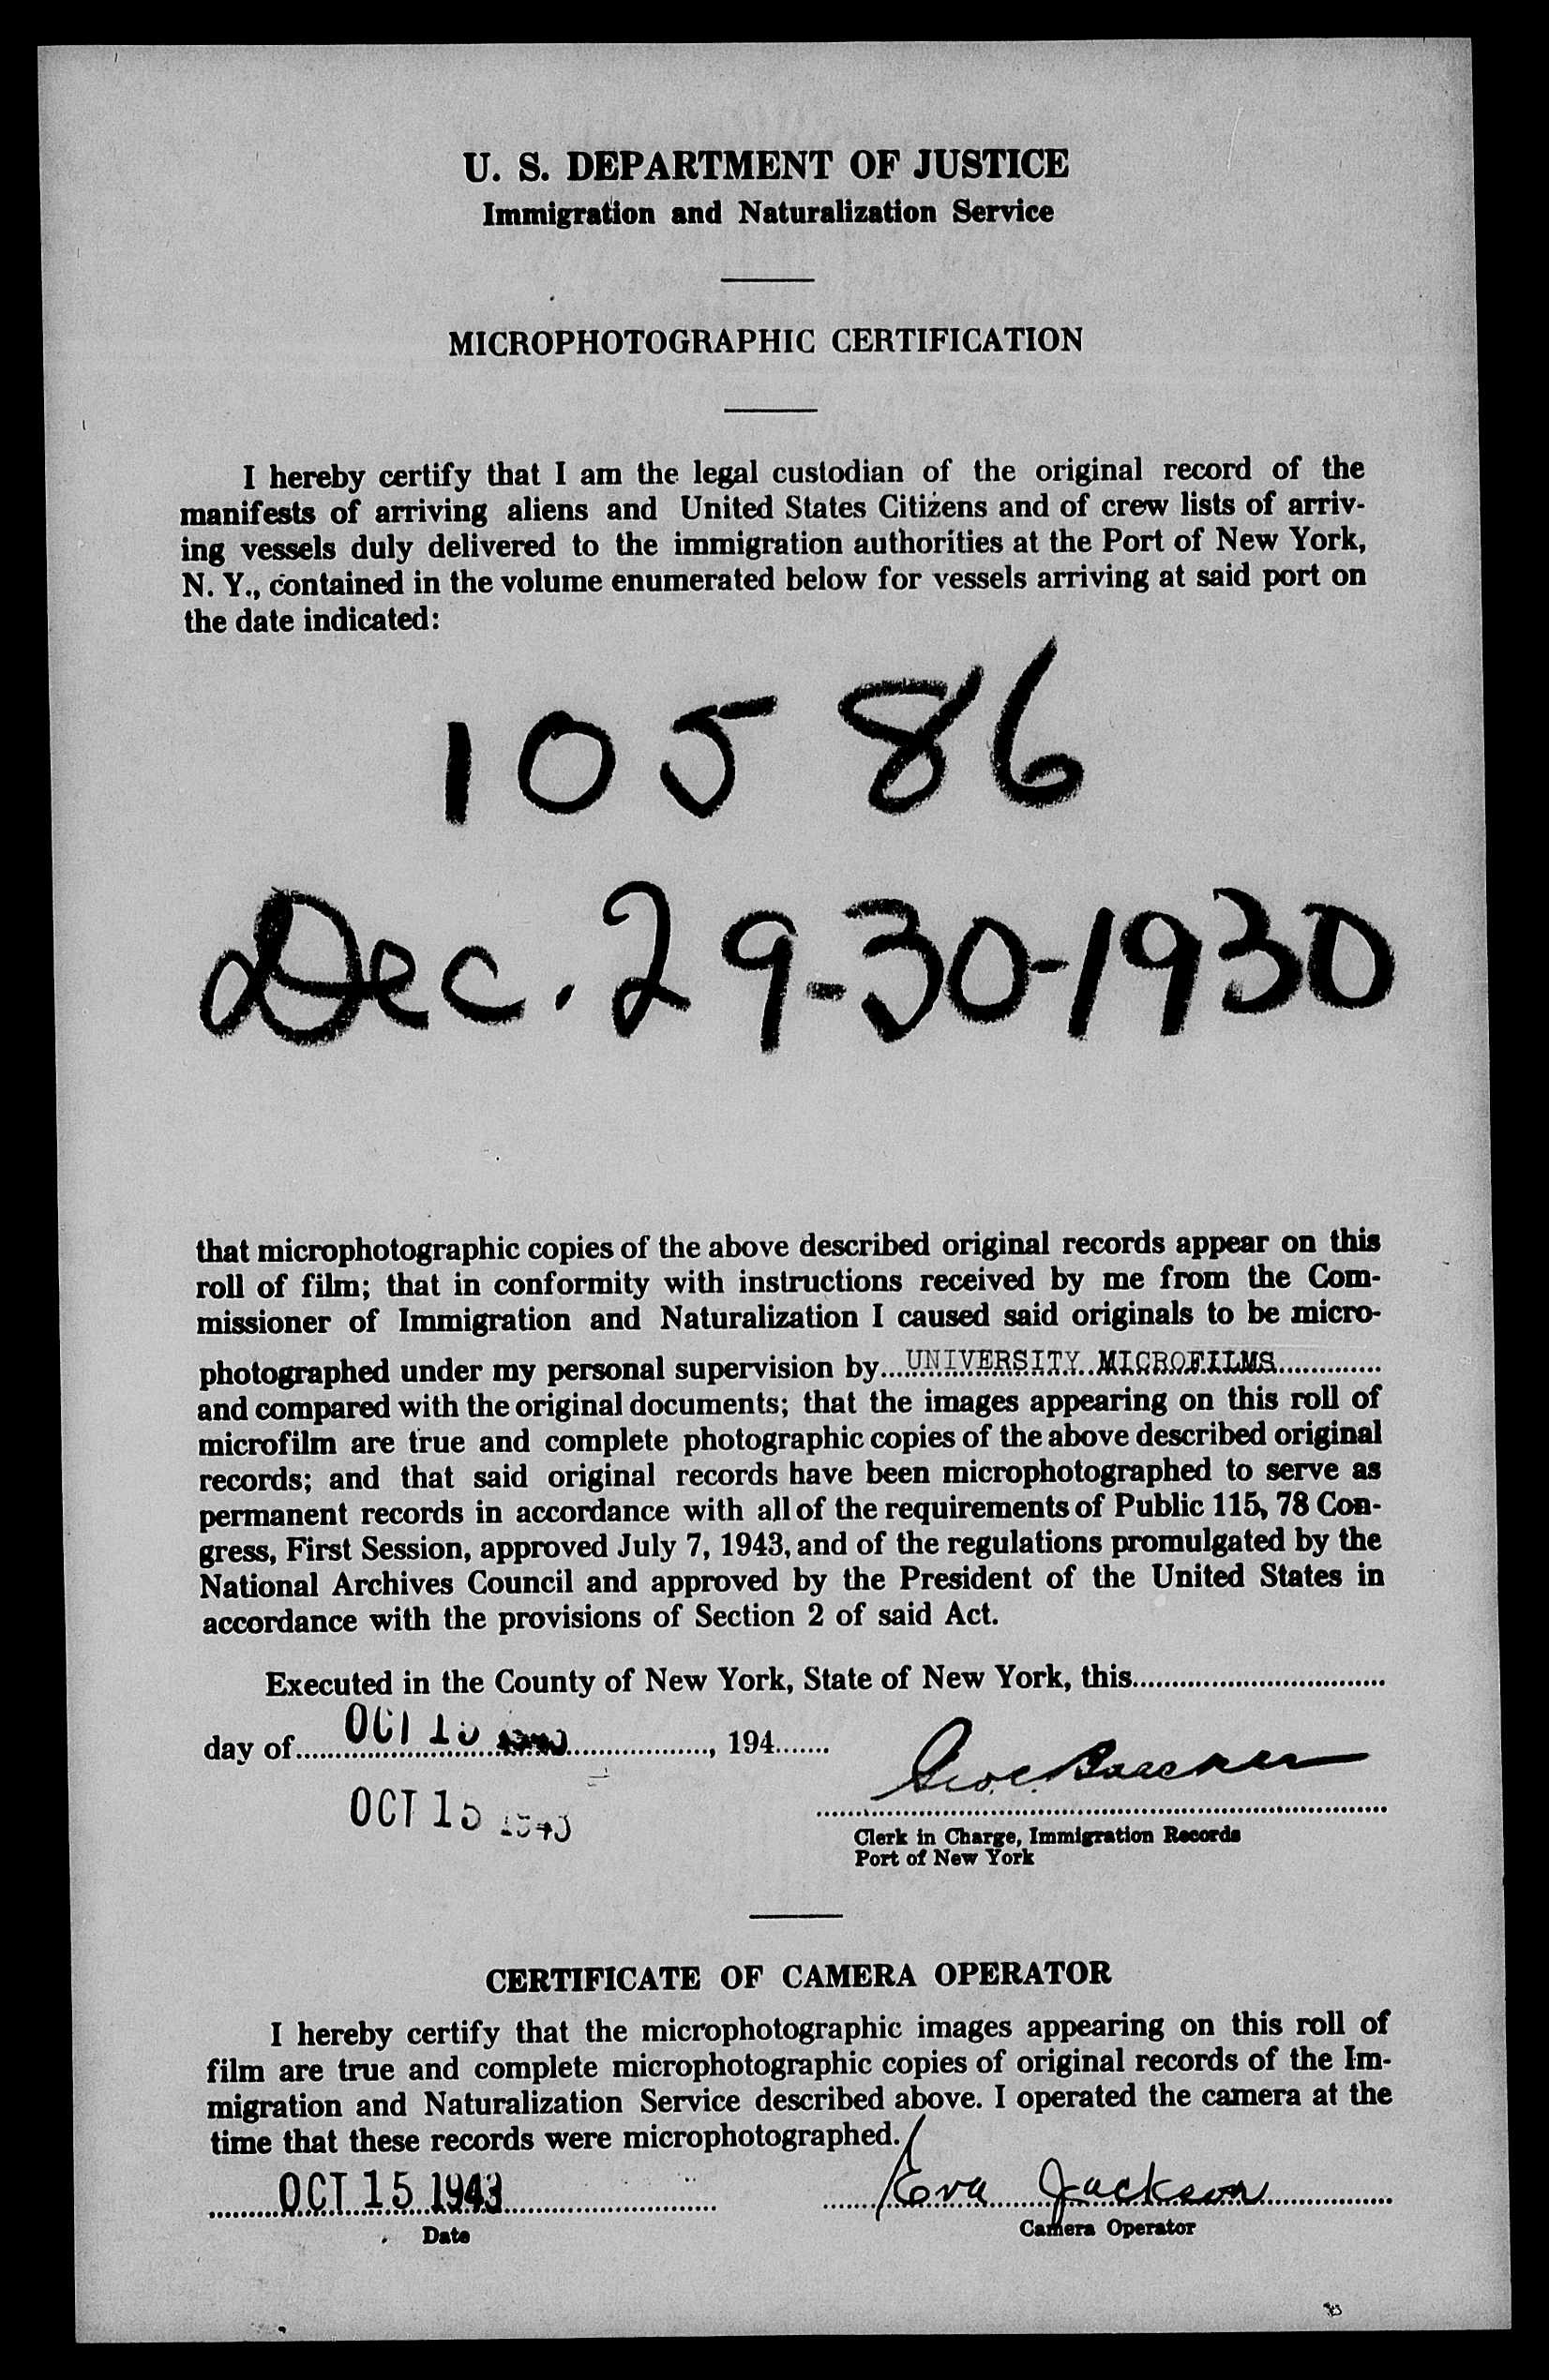 U. S. DEPARTMENT OF JUSTICE
Immigration and Naturalization Service
MICROPHOTOGRAPHIC CERTIFICATION
I hereby certify that I am the legal custodian of the original record of the
manifests of arriving aliens and United States Citizens and of crew lists of arriv-
ing vessels duly delivered to the immigration authorities at the Port of New York,
N. Y., contained in the volume enumerated below for vessels arriving at said port on
the date indicated:
10586
Dec. 29-30-1930
that microphotographic copies of the above described original records appear on this
roll of film; that in conformity with instructions received by me from the Com-
missioner of Immigration and Naturalization I caused said originals to be micro-
photographed under my personal supervision by UNIVERSITY MICROFILMS
and compared with the original documents; that the images appearing on this roll of
microfilm are true and complete photographic copies of the above described original
records; and that said original records have been microphotographed to serve as
permanent records in accordance with all of the requirements of Public 115, 78 Con-
gress, First Session, approved July 7, 1943, and of the regulations promulgated by the
National Archives Council and approved by the President of the United States in
accordance with the provisions of Section 2 of said Act.
Executed in the County of New York, State of New York, this
day of OCT 15 1943, 194
OCT 15 1943
Clerk in Charge, Immigration Records
Port of New York
CERTIFICATE OF CAMERA OPERATOR
I hereby certify that the microphotographic images appearing on this roll of
film are true and complete microphotographic copies of original records of the Im-
migration and Naturalization Service described above. I operated the camera at the
time that these records were microphotographed.
OCT 15 1943 Eva Jackson
Date Camera Operator